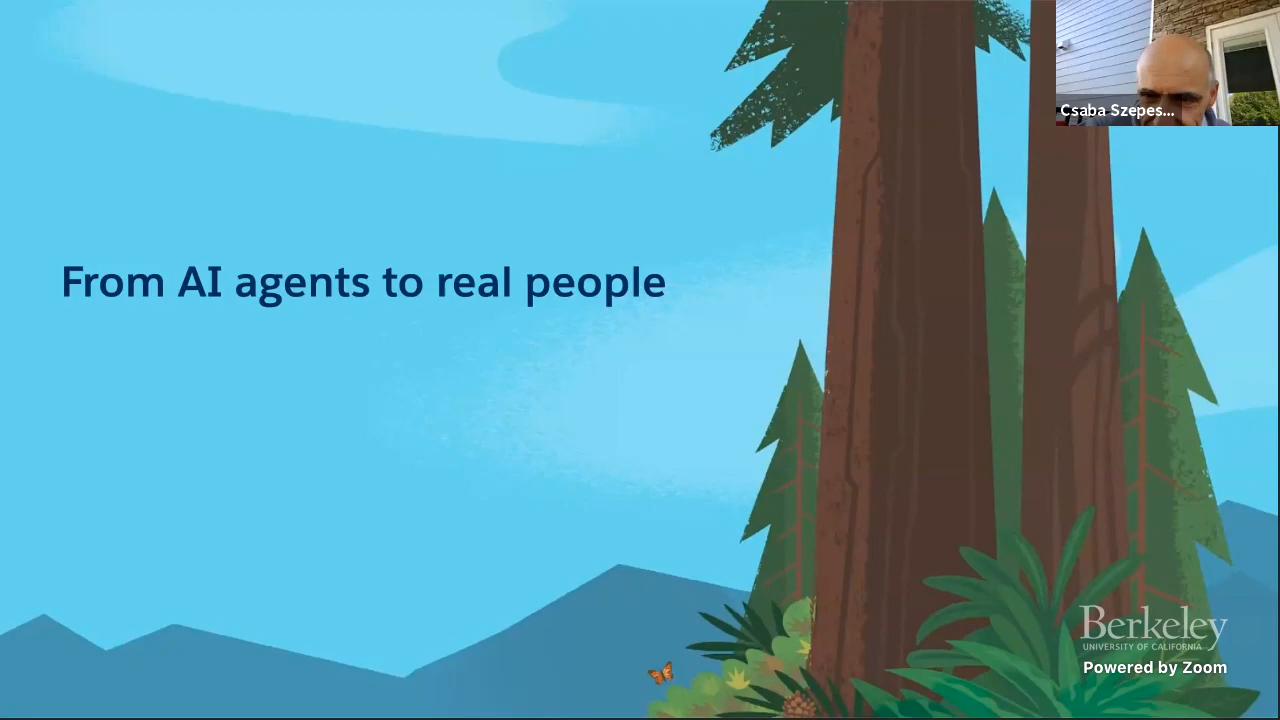 Csaba Szepes...
From AI agents to real people
Berkeley
UNIVERSITY OF CALIFORNIA
Powered by Zoom